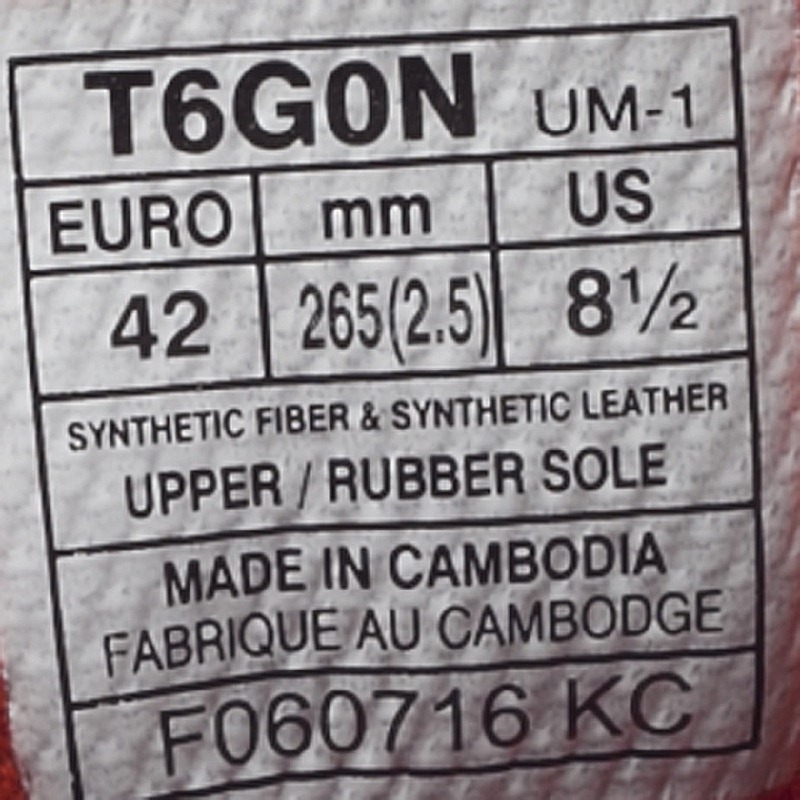 T6G0N UM-1
EURO mm US
42 265(2.5) 8½
SYNTHETIC FIBER & SYNTHETIC LEATHER
UPPER / RUBBER SOLE
MADE IN CAMBODIA
FABRIQUE AU CAMBODGE
F060716 KC